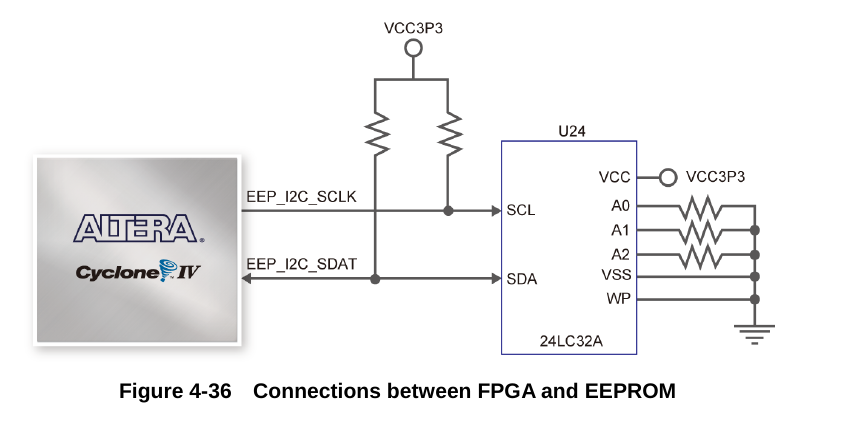 VCC3P3
U24
VCC
VCC3P3
EEP_I2C_SCLK
SCL
A0
A1
ALTERA®
A2
EEP_I2C_SDAT
Cyclone IV
SDA
VSS
WP
24LC32A
Figure 4-36 Connections between FPGA and EEPROM